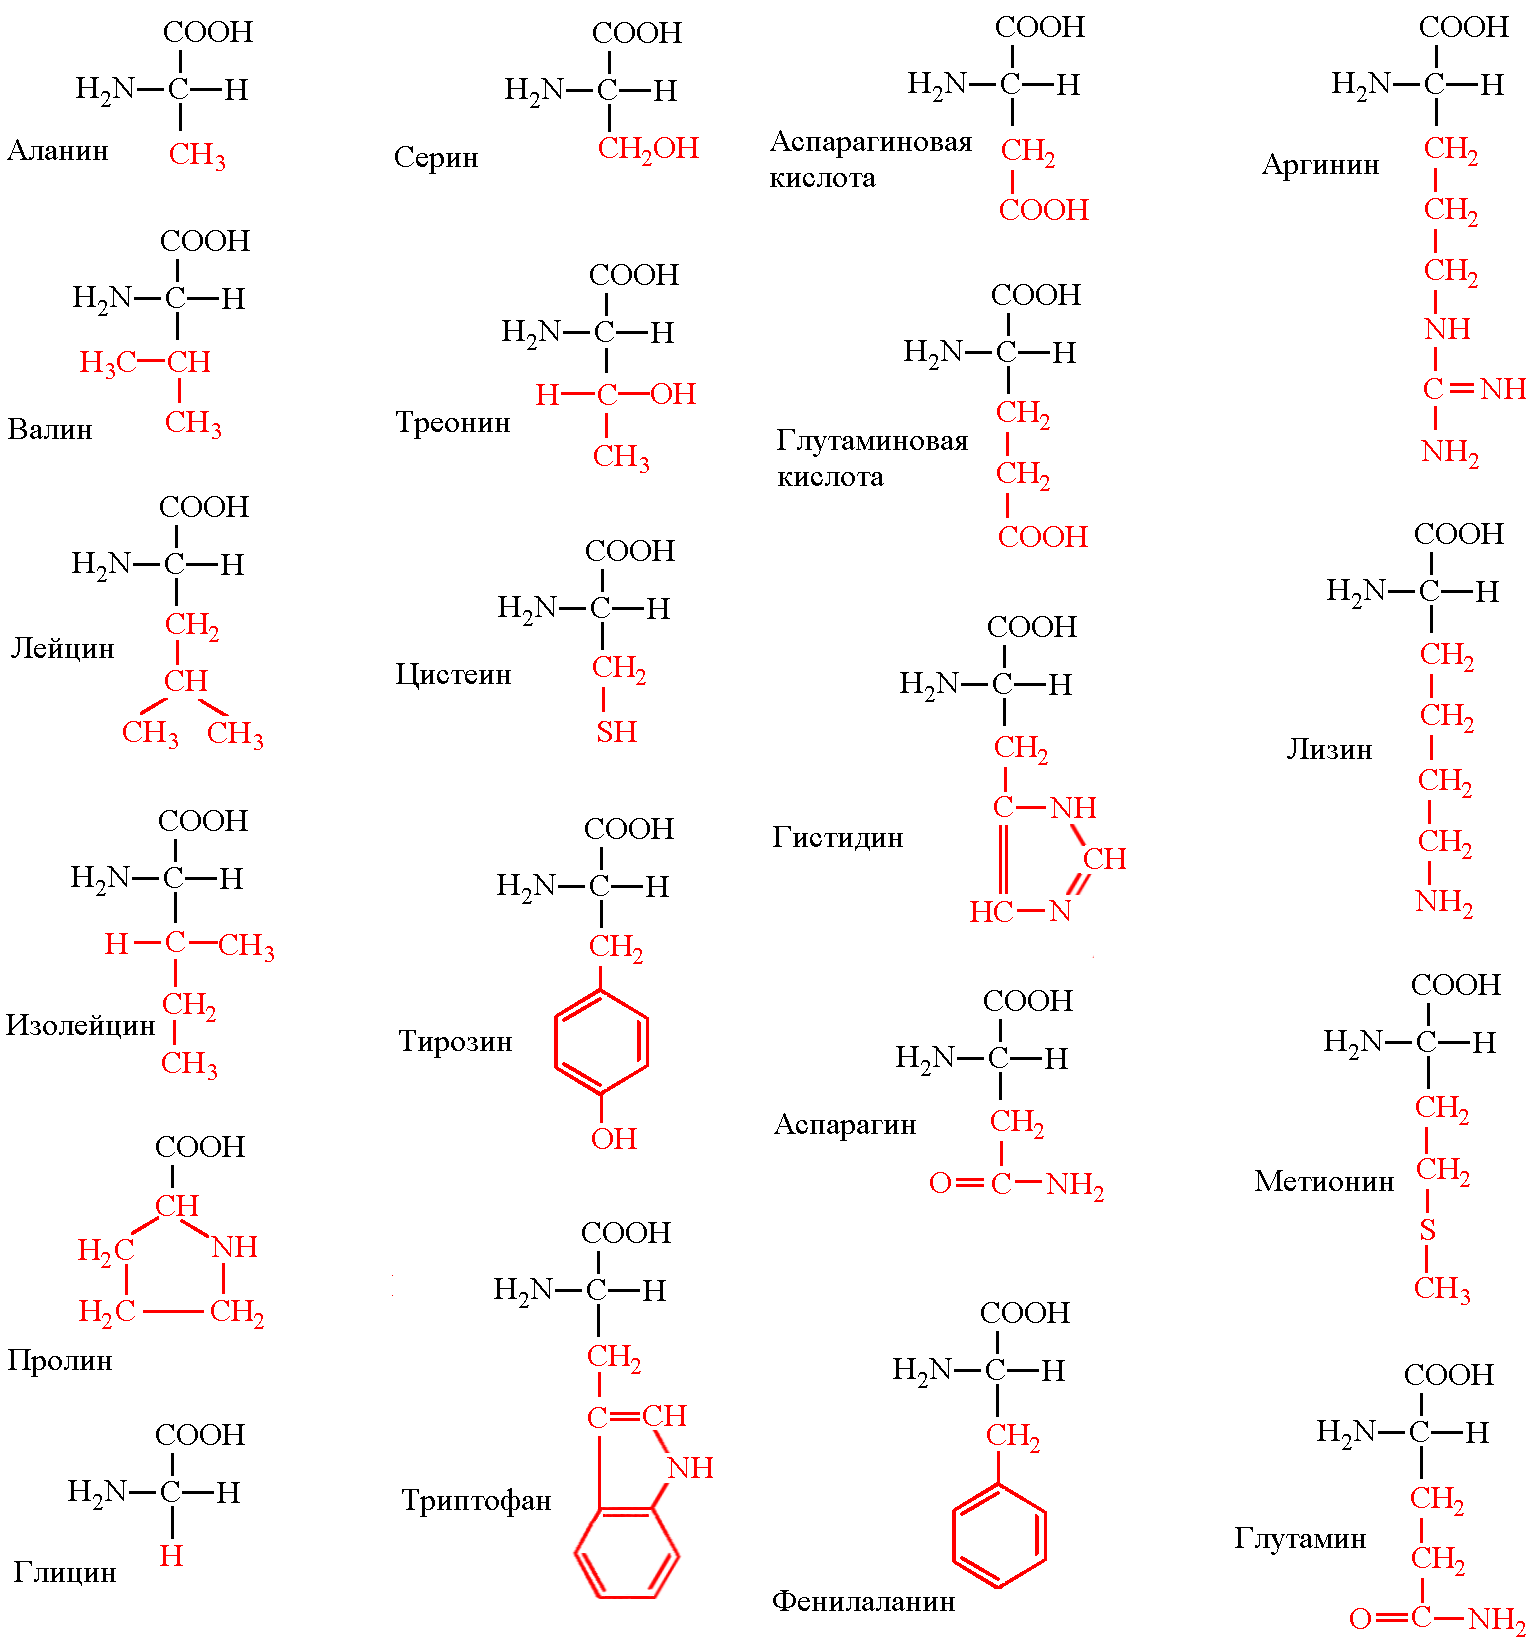 COOH
H₂N C H
CH₃
Аланин
COOH
H₂N C H
H₃C CH
CH₃
Валин
COOH
H₂N C H
CH₂
CH
CH₃ CH₃
Лейцин
COOH
H₂N C H
H C CH₃
CH₂
CH₃
Изолейцин
COOH
CH
H₂C NH
H₂C CH₂
Пролин
COOH
H₂N C H
H
Глицин
COOH
H₂N C H
CH₂OH
Серин
COOH
H₂N C H
H C OH
CH₃
Треонин
COOH
H₂N C H
CH₂
SH
Цистеин
COOH
H₂N C H
CH₂
OH
Тирозин
COOH
H₂N C H
CH₂
C CH
NH
Триптофан
COOH
H₂N C H
CH₂
COOH
Аспарагиновая
кислота
COOH
H₂N C H
CH₂
CH₂
COOH
Глутаминовая
кислота
COOH
H₂N C H
CH₂
C NH
CH
HC N
Гистидин
COOH
H₂N C H
CH₂
O=C NH₂
Аспарагин
COOH
H₂N C H
CH₂
Фенилаланин
COOH
H₂N C H
CH₂
CH₂
CH₂
NH
C=NH
NH₂
Аргинин
COOH
H₂N C H
CH₂
CH₂
CH₂
CH₂
NH₂
Лизин
COOH
H₂N C H
CH₂
CH₂
S
CH₃
Метионин
COOH
H₂N C H
CH₂
CH₂
O=C NH₂
Глутамин